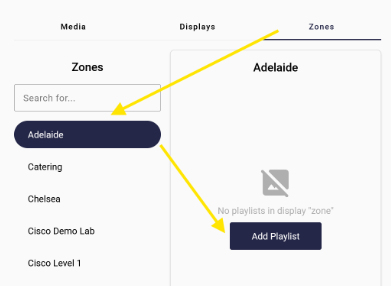 Media
Displays
Zones
Zones
Search for...
Adelaide
Catering
Chelsea
Cisco Demo Lab
Cisco Level 1
Adelaide
No playlists in display "zone"
Add Playlist